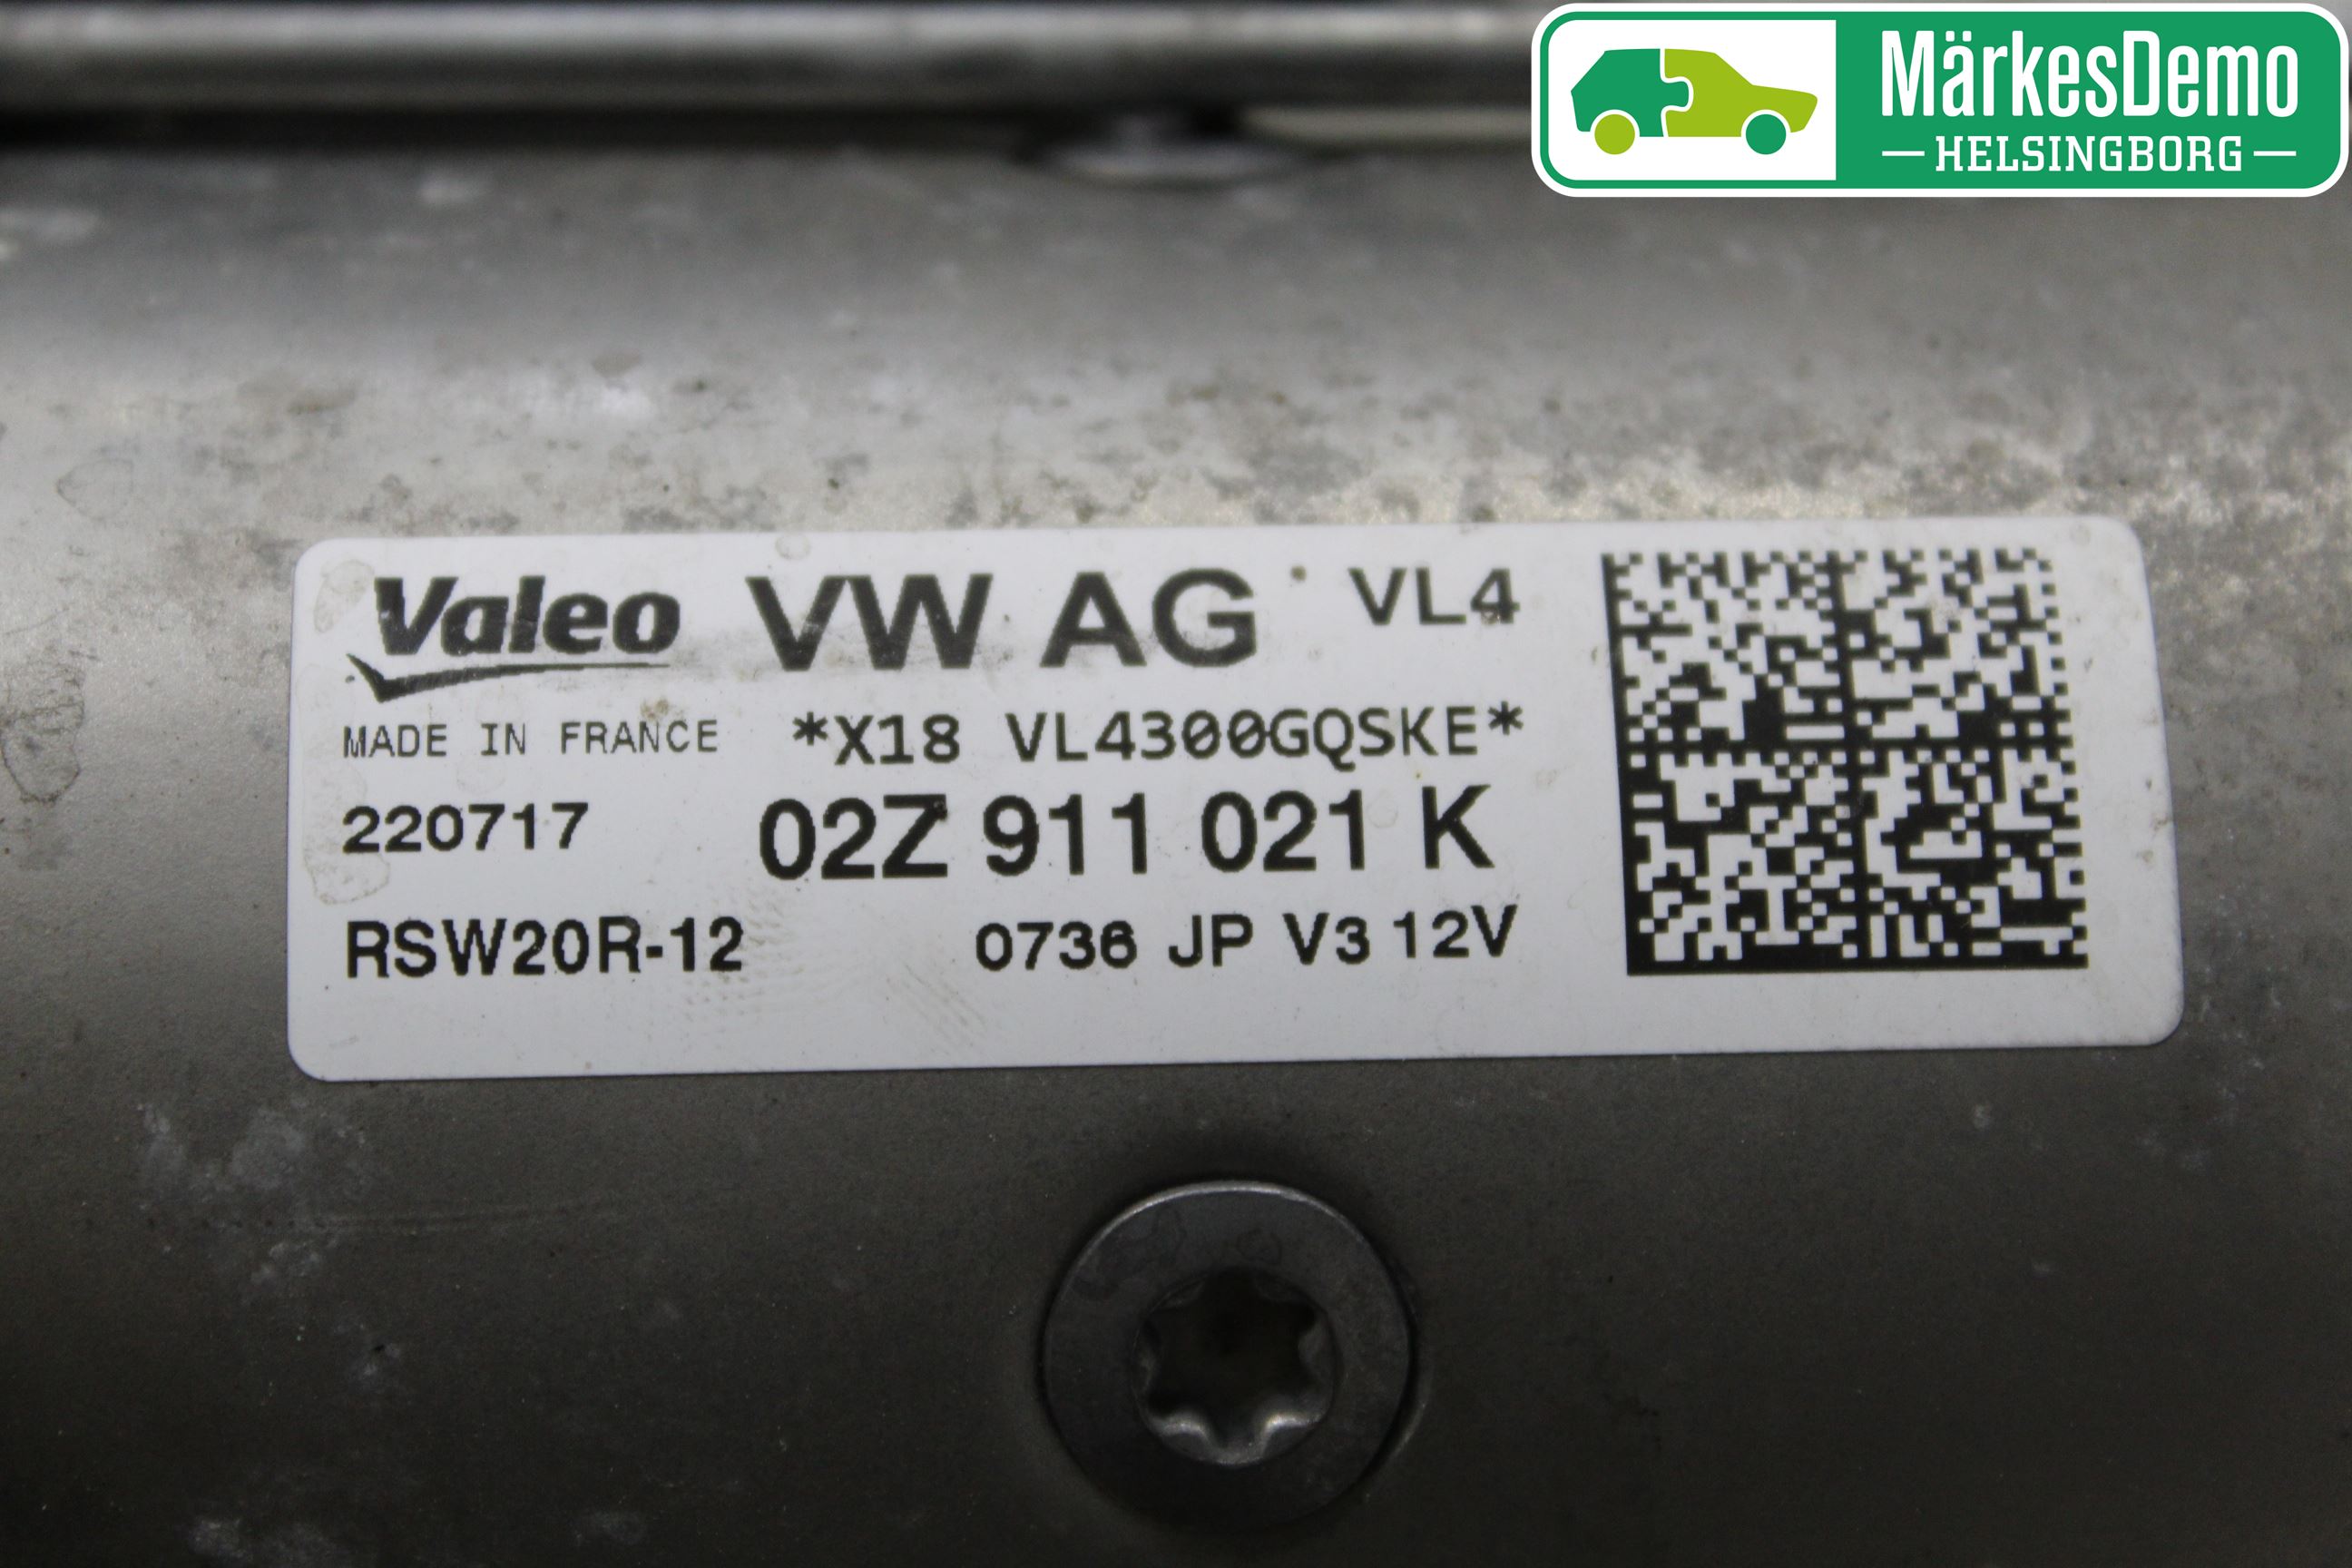 MärkesDemo
HELSINGBORG
Valeo VW AG VL4
MADE IN FRANCE *X18 VL4300GQSKE*
220717 02Z 911 021 K
RSW20R-12 0736 JP V3 12V